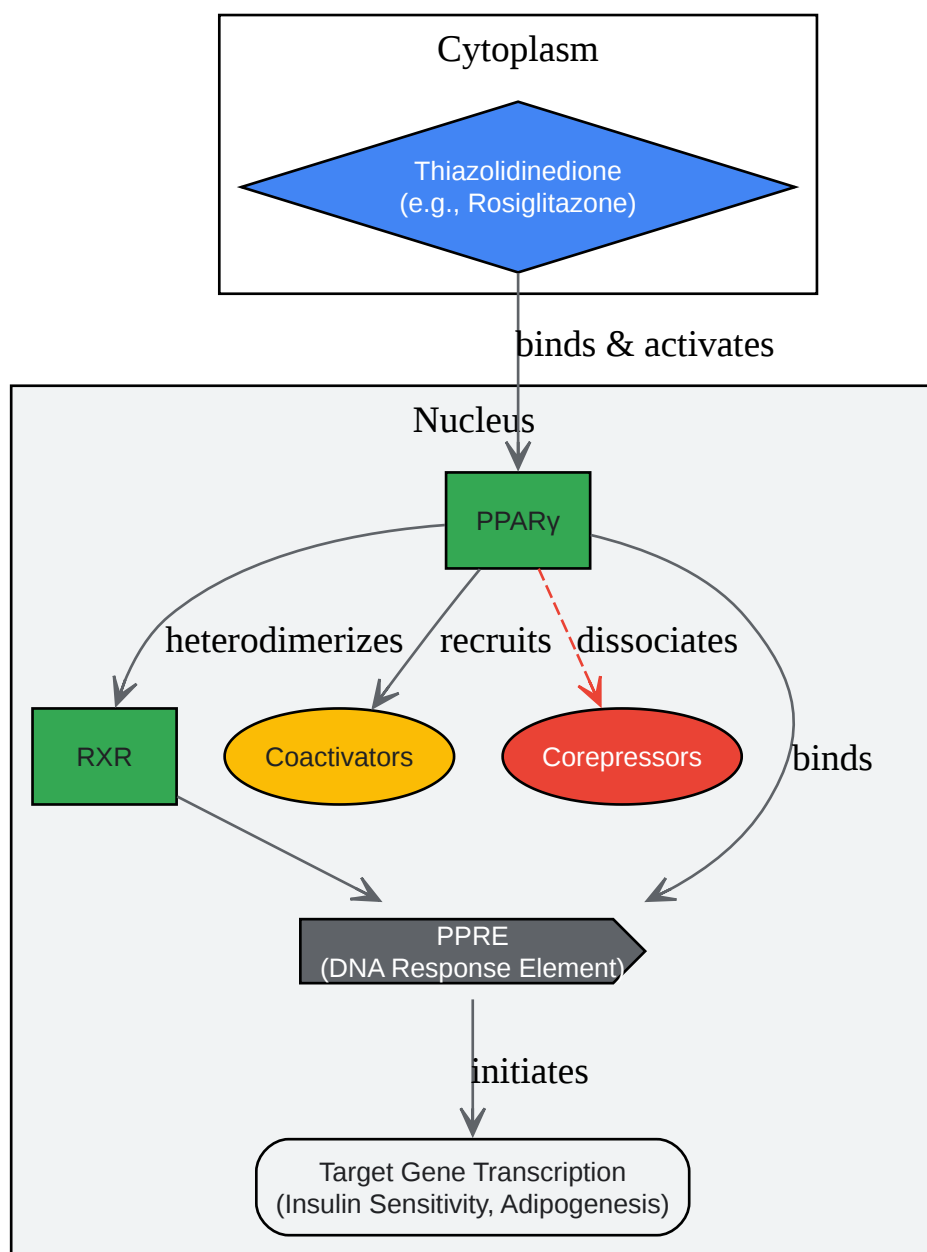 Cytoplasm
Thiazolidinedione
(e.g., Rosiglitazone)
binds & activates
Nucleus
PPARγ
heterodimerizes
recruits
dissociates
RXR
Coactivators
Corepressors
binds
PPRE
(DNA Response Element)
initiates
Target Gene Transcription
(Insulin Sensitivity, Adipogenesis)